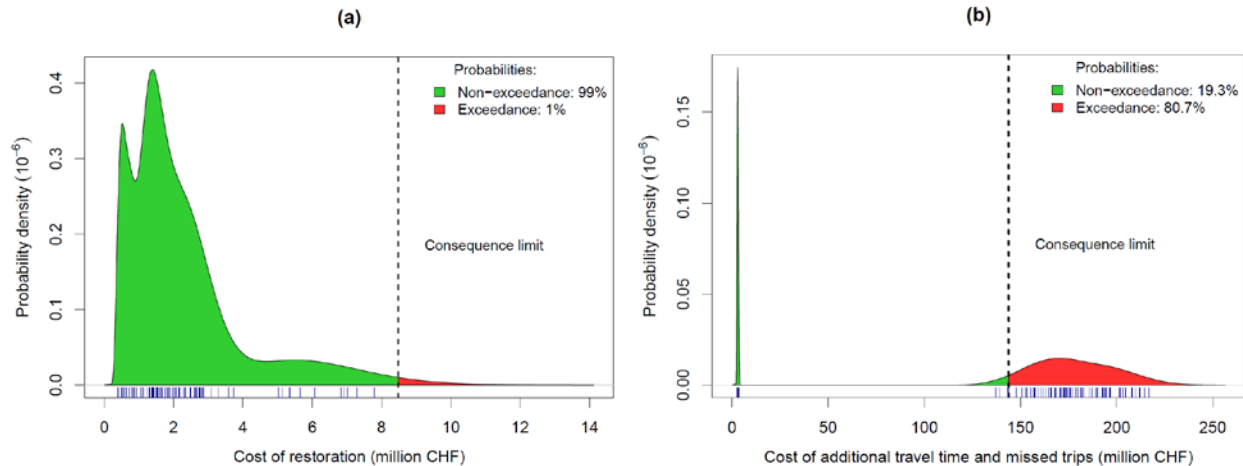 (a)
Probabilities:
Non-exceedance: 99%
Exceedance: 1%
Consequence limit
Probability density (10⁻⁶)
0.4
0.3
0.2
0.1
0.0
0 2 4 6 8 10 12 14
Cost of restoration (million CHF)
(b)
Probabilities:
Non-exceedance: 19.3%
Exceedance: 80.7%
Consequence limit
Probability density (10⁻⁶)
0.15
0.10
0.05
0.00
0 50 100 150 200 250
Cost of additional travel time and missed trips (million CHF)